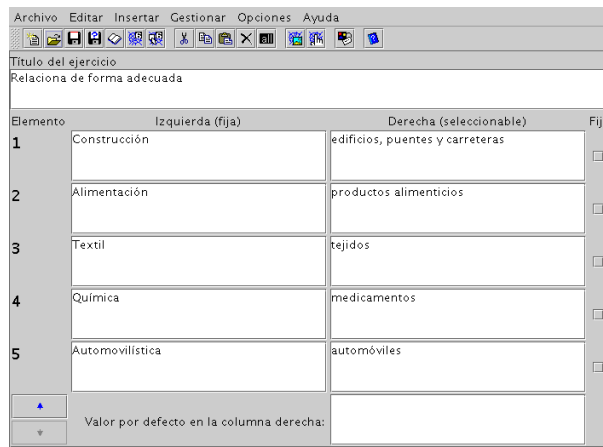 Archivo Editar Insertar Gestionar Opciones Ayuda
Título del ejercicio
Relaciona de forma adecuada
Elemento Izquierda (fija) Derecha (seleccionable) Fij
1 Construcción edificios, puentes y carreteras
2 Alimentación productos alimenticios
3 Textil tejidos
4 Química medicamentos
5 Automovilística automóviles
Valor por defecto en la columna derecha: